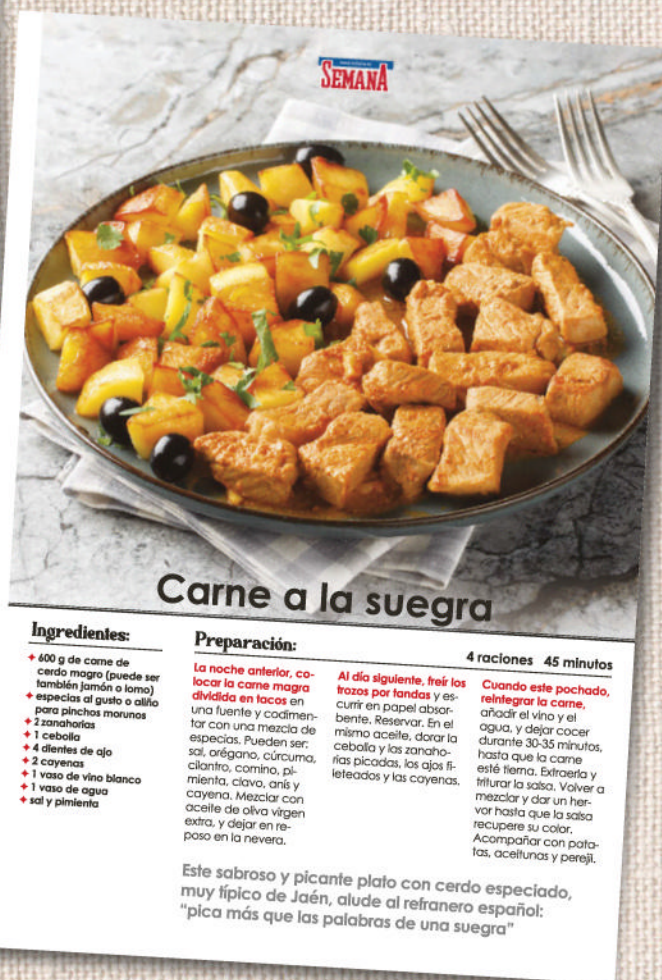 SEMANA
Carne a la suegra
Ingredientes:
✦ 600 g de carne de
cerdo magro (puede ser
también jamón o lomo)
✦ especias al gusto o aliño
para pinchos morunos
✦ 2 zanahorias
✦ 1 cebolla
✦ 4 dientes de ajo
✦ 2 cayenas
✦ 1 vaso de vino blanco
✦ 1 vaso de agua
✦ sal y pimienta
Preparación:
4 raciones 45 minutos
La noche anterior, co-
locar la carne magra
dividida en tacos en
una fuente y codimen-
tor con una mezcla de
especias. Pueden ser:
sal, orégano, cúrcuma,
cilantro, comino, pi-
mienta, clavo, anís y
cayena. Mezclar con
aceite de oliva virgen
extra, y dejar en re-
poso en la nevera.
Al día siguiente, freír los
trozos por tandas y es-
currir en papel absor-
bente. Reservar. En el
mismo aceite, dorar la
cebolla y las zanaho-
rias picadas, los ajos fi-
leteados y las cayenas.
Cuando este pochado,
reintegrar la carne,
añadir el vino y el
agua, y dejar cocer
durante 30-35 minutos,
hasta que la carne
esté tierna. Extraerla y
triturar la salsa. Volver a
mezclar y dar un her-
vor hasta que la salsa
recupere su color.
Acompañar con pata-
tas, aceitunas y perejil.
Este sabroso y picante plato con cerdo especiado,
muy típico de Jaén, alude al refranero español:
"pica más que las palabras de una suegra"